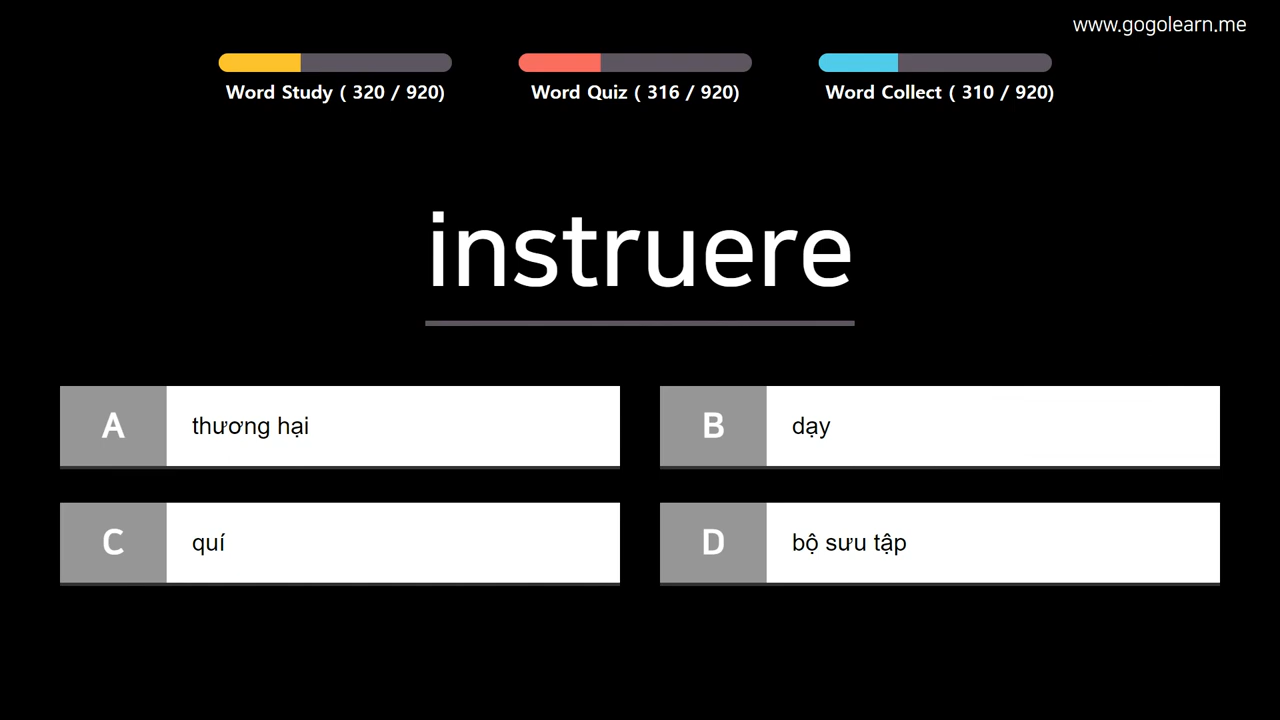 www.gogolearn.me
Word Study ( 320 / 920)
Word Quiz ( 316 / 920)
Word Collect ( 310 / 920)
instruere
A
thương hại
B
dạy
C
quí
D
bộ sưu tập